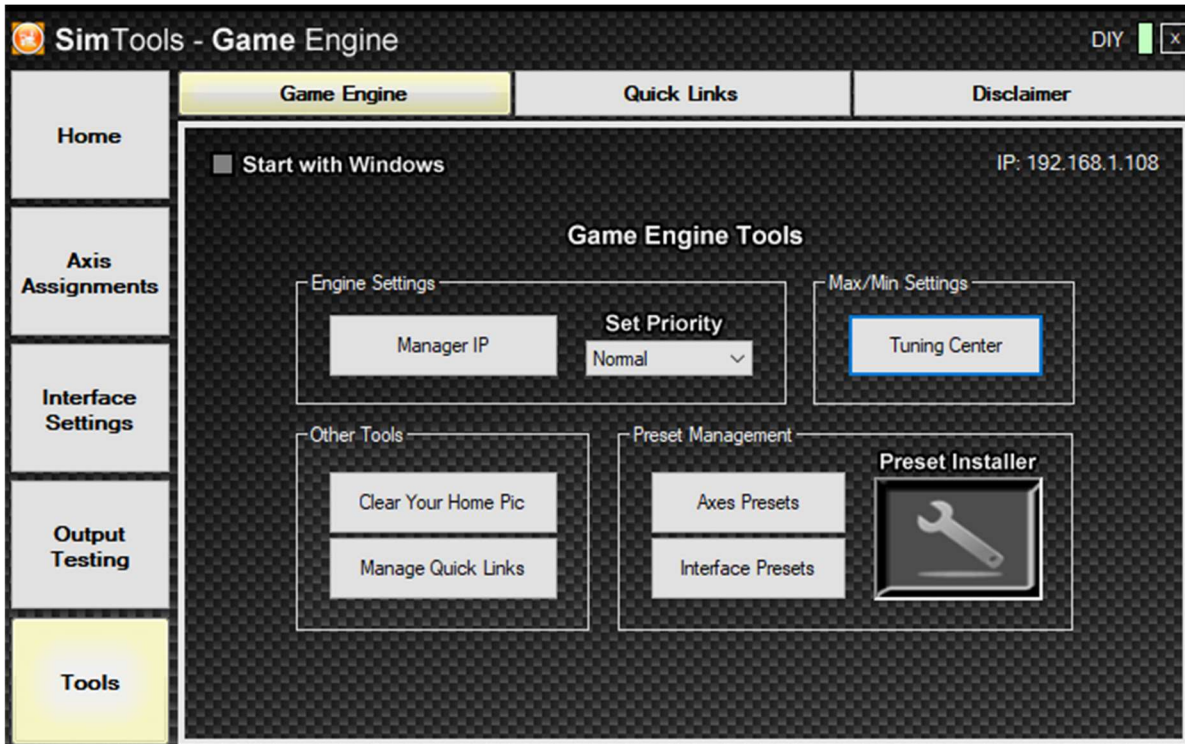 SimTools - Game Engine
DIY
x
Game Engine
Quick Links
Disclaimer
Home
Axis
Assignments
Interface
Settings
Output
Testing
Tools
Start with Windows
IP: 192.168.1.108
Game Engine Tools
Engine Settings
Manager IP
Set Priority
Normal
Max/Min Settings
Tuning Center
Other Tools
Clear Your Home Pic
Manage Quick Links
Preset Management
Axes Presets
Interface Presets
Preset Installer